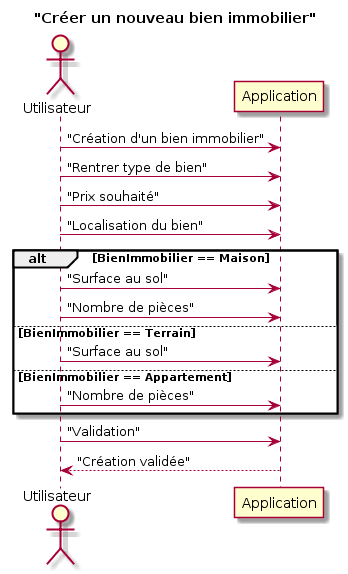 "Créer un nouveau bien immobilier"
Utilisateur
Application
"Création d'un bien immobilier"
"Rentrer type de bien"
"Prix souhaité"
"Localisation du bien"
alt [BienImmobilier == Maison]
"Surface au sol"
"Nombre de pièces"
[BienImmobilier == Terrain]
"Surface au sol"
[BienImmobilier == Appartement]
"Nombre de pièces"
"Validation"
"Création validée"
Utilisateur
Application